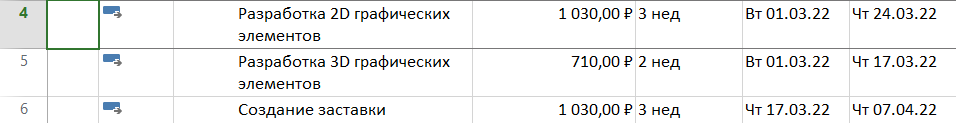 4 Разработка 2D графических 1 030,00 ₽ 3 нед Вт 01.03.22 Чт 24.03.22
элементов
5 Разработка 3D графических 710,00 ₽ 2 нед Вт 01.03.22 Чт 17.03.22
элементов
6 Создание заставки 1 030,00 ₽ 3 нед Чт 17.03.22 Чт 07.04.22